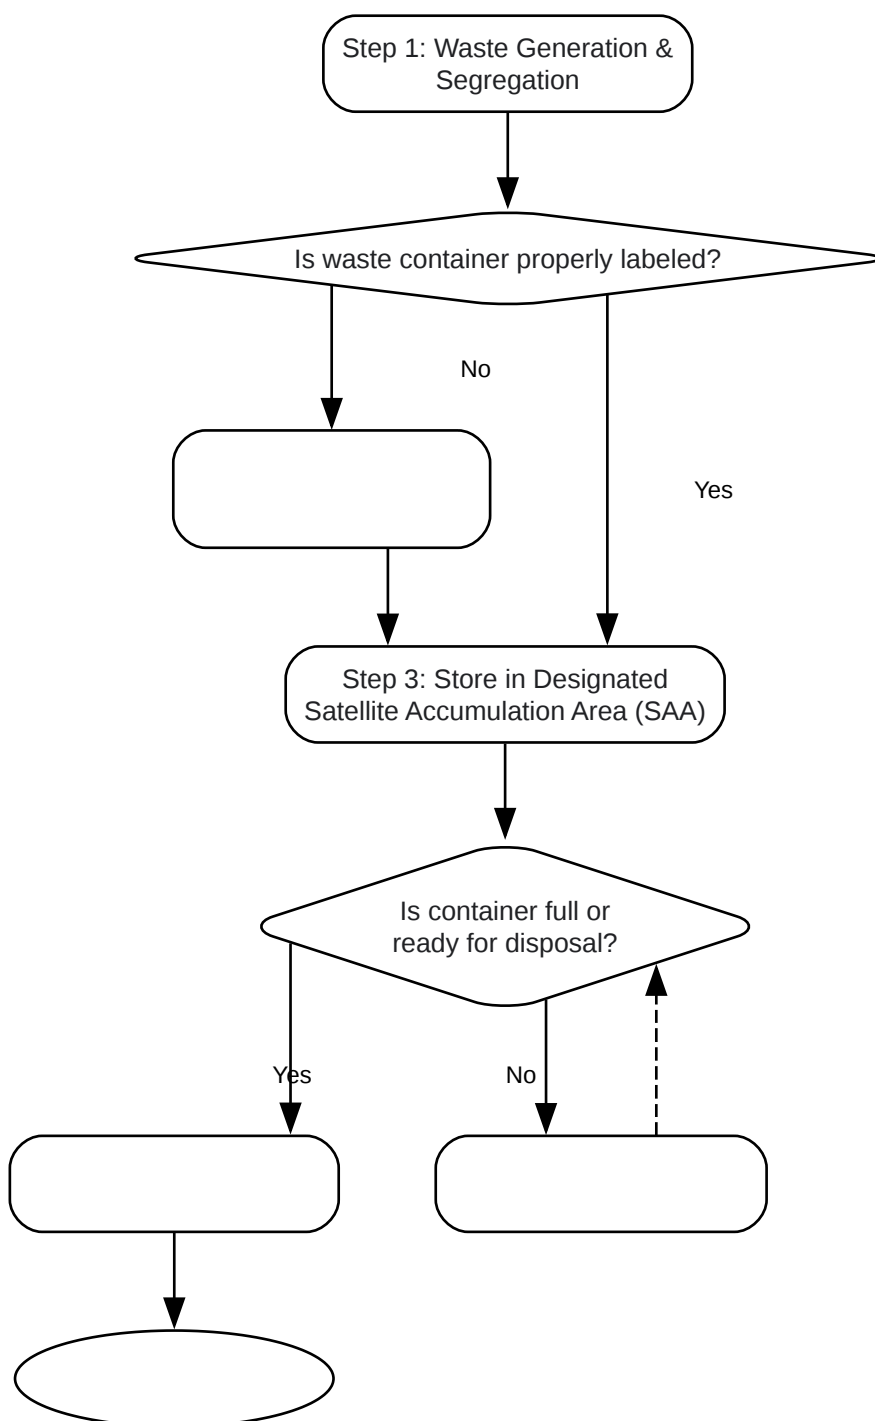 Step 1: Waste Generation &
Segregation
Is waste container properly labeled?
No
Yes
Step 3: Store in Designated
Satellite Accumulation Area (SAA)
Is container full or
ready for disposal?
Yes
No